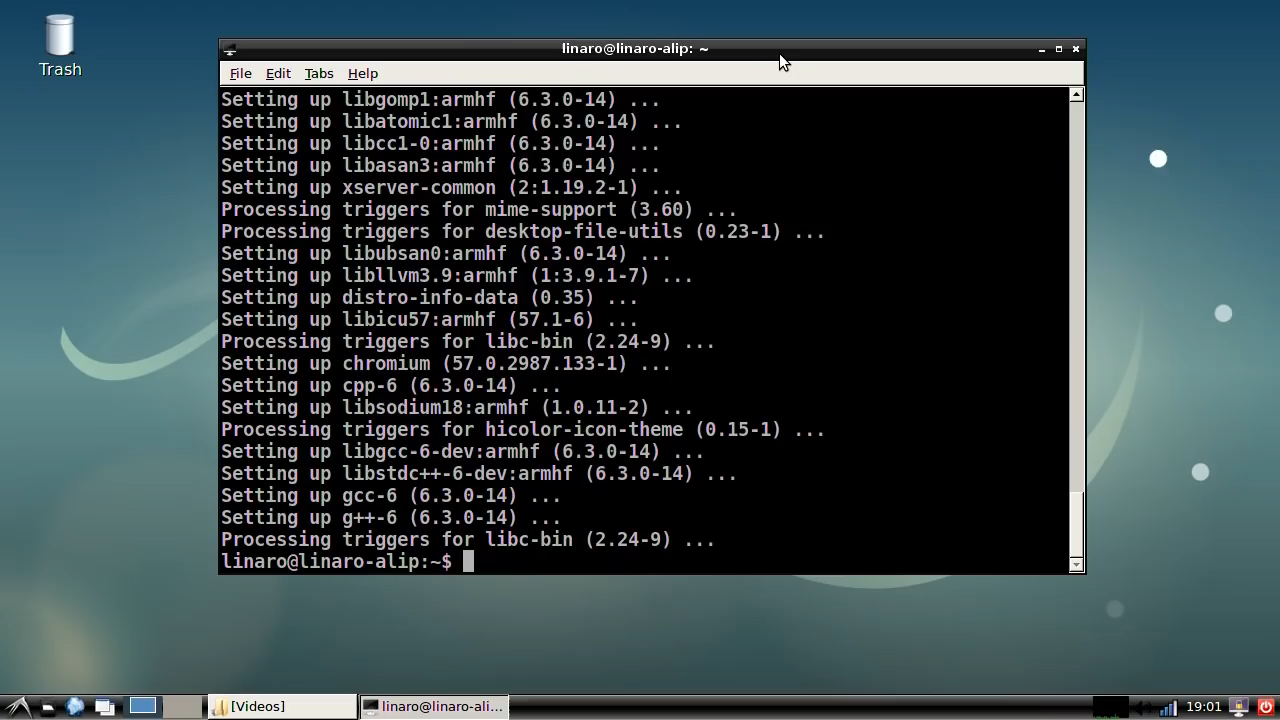 Trash
linaro@linaro-alip: ~
File Edit Tabs Help
Setting up libgomp1:armhf (6.3.0-14) ...
Setting up libatomic1:armhf (6.3.0-14) ...
Setting up libcc1-0:armhf (6.3.0-14) ...
Setting up libasan3:armhf (6.3.0-14) ...
Setting up xserver-common (2:1.19.2-1) ...
Processing triggers for mime-support (3.60) ...
Processing triggers for desktop-file-utils (0.23-1) ...
Setting up libubsan0:armhf (6.3.0-14) ...
Setting up libllvm3.9:armhf (1:3.9.1-7) ...
Setting up distro-info-data (0.35) ...
Setting up libicu57:armhf (57.1-6) ...
Processing triggers for libc-bin (2.24-9) ...
Setting up chromium (57.0.2987.133-1) ...
Setting up cpp-6 (6.3.0-14) ...
Setting up libsodium18:armhf (1.0.11-2) ...
Processing triggers for hicolor-icon-theme (0.15-1) ...
Setting up libgcc-6-dev:armhf (6.3.0-14) ...
Setting up libstdc++-6-dev:armhf (6.3.0-14) ...
Setting up gcc-6 (6.3.0-14) ...
Setting up g++-6 (6.3.0-14) ...
Processing triggers for libc-bin (2.24-9) ...
linaro@linaro-alip:~$
[Videos] linaro@linaro-ali... 19:01